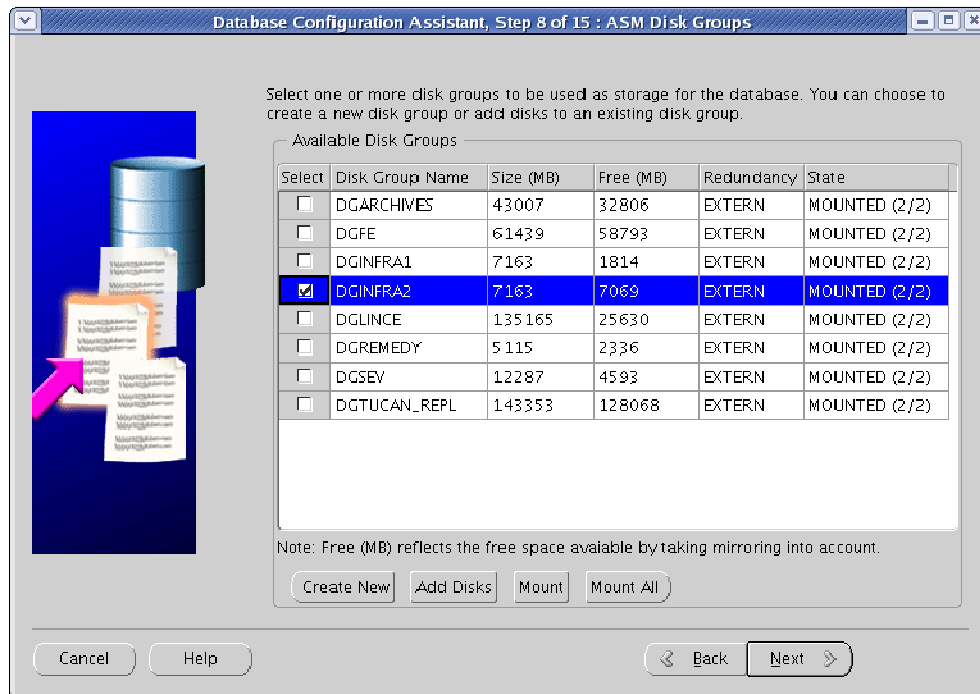 Database Configuration Assistant, Step 8 of 15 : ASM Disk Groups
Select one or more disk groups to be used as storage for the database. You can choose to
create a new disk group or add disks to an existing disk group.
Available Disk Groups
Select Disk Group Name Size (MB) Free (MB) Redundancy State
DGARCHIVES 43007 32806 EXTERN MOUNTED (2/2)
DGFE 61439 58793 EXTERN MOUNTED (2/2)
DGINFRA1 7163 1814 EXTERN MOUNTED (2/2)
DGINFRA2 7163 7069 EXTERN MOUNTED (2/2)
DGLINCE 135165 25630 EXTERN MOUNTED (2/2)
DGREMEDY 5115 2336 EXTERN MOUNTED (2/2)
DGSEV 12287 4593 EXTERN MOUNTED (2/2)
DGTUCAN_REPL 143353 128068 EXTERN MOUNTED (2/2)
Note: Free (MB) reflects the free space avaiable by taking mirroring into account.
Create New Add Disks Mount Mount All
Cancel Help Back Next